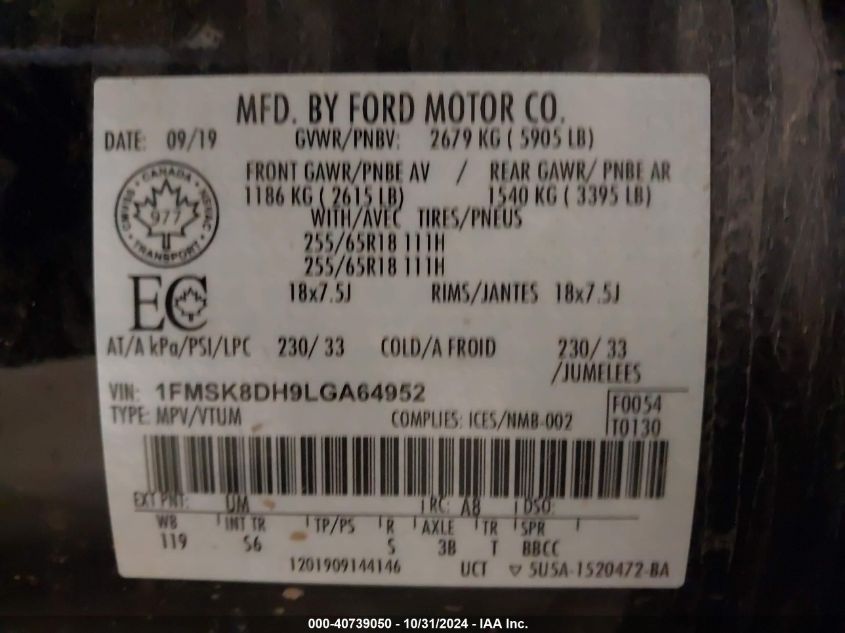 MFD. BY FORD MOTOR CO.
DATE: 09/19 GVWR/PNBV: 2679 KG ( 5905 LB)
FRONT GAWR/PNBE AV / REAR GAWR/ PNBE AR
1186 KG ( 2615 LB) 1540 KG ( 3395 LB)
WITH/AVEC TIRES/PNEUS
255/65R18 111H
255/65R18 111H
18x7.5J RIMS/JANTES 18x7.5J
CANADA
977
TRANSPORT
EC
AT/A kPa/PSI/LPC 230/ 33 COLD/A FROID 230/ 33
/JUMELEES
VIN: 1FMSK8DH9LGA64952
TYPE: MPV/VTUM COMPLIES: ICES/NMB-002
F0054
T0130
EXT PNT: UM RC: A8 DSO:
WB INT TR TP/PS R AXLE TR SPR
119 S6 S 3B T BBCC
1201909144146 UCT ▽ 5U5A-1520472-BA
000-40739050 - 10/31/2024 - IAA Inc.